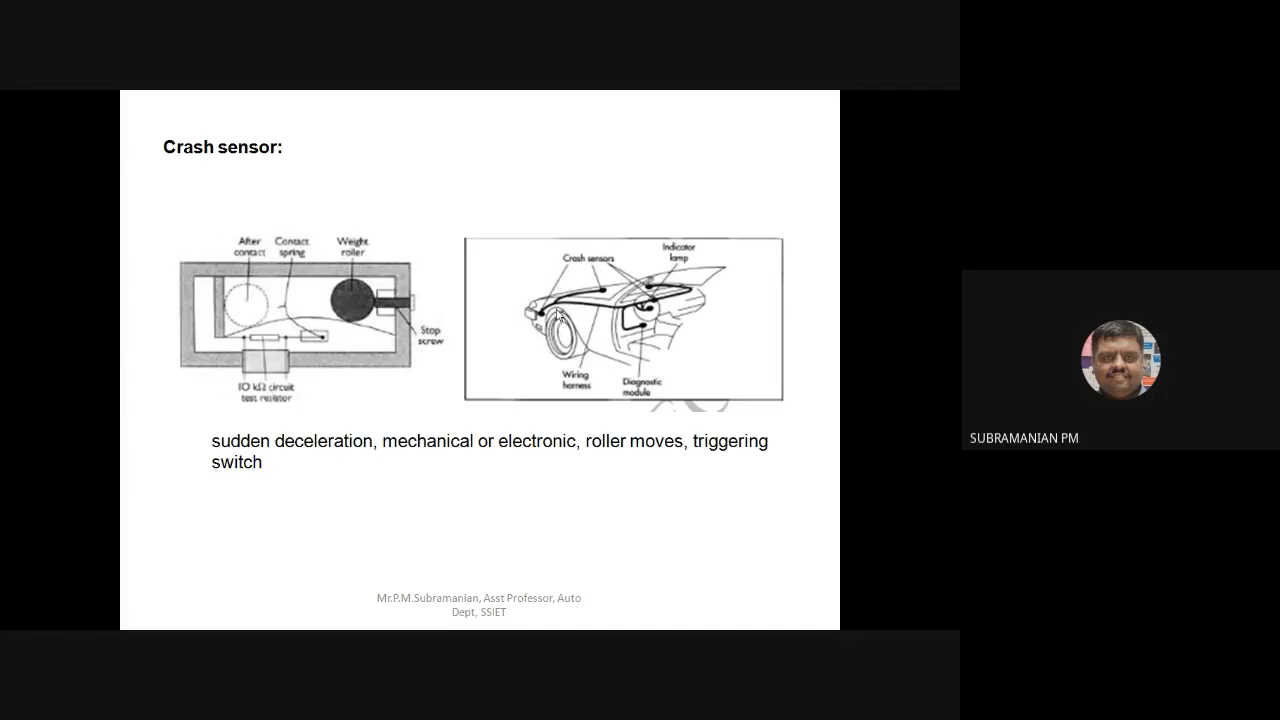 Crash sensor:
After contact
Contact spring
Weight roller
Stop screw
10 kΩ circuit
test resistor
Crash sensors
Indicator lamp
Wiring harness
Diagnostic module
sudden deceleration, mechanical or electronic, roller moves, triggering
switch
Mr.P.M.Subramanian, Asst Professor, Auto
Dept, SSIET
SUBRAMANIAN PM